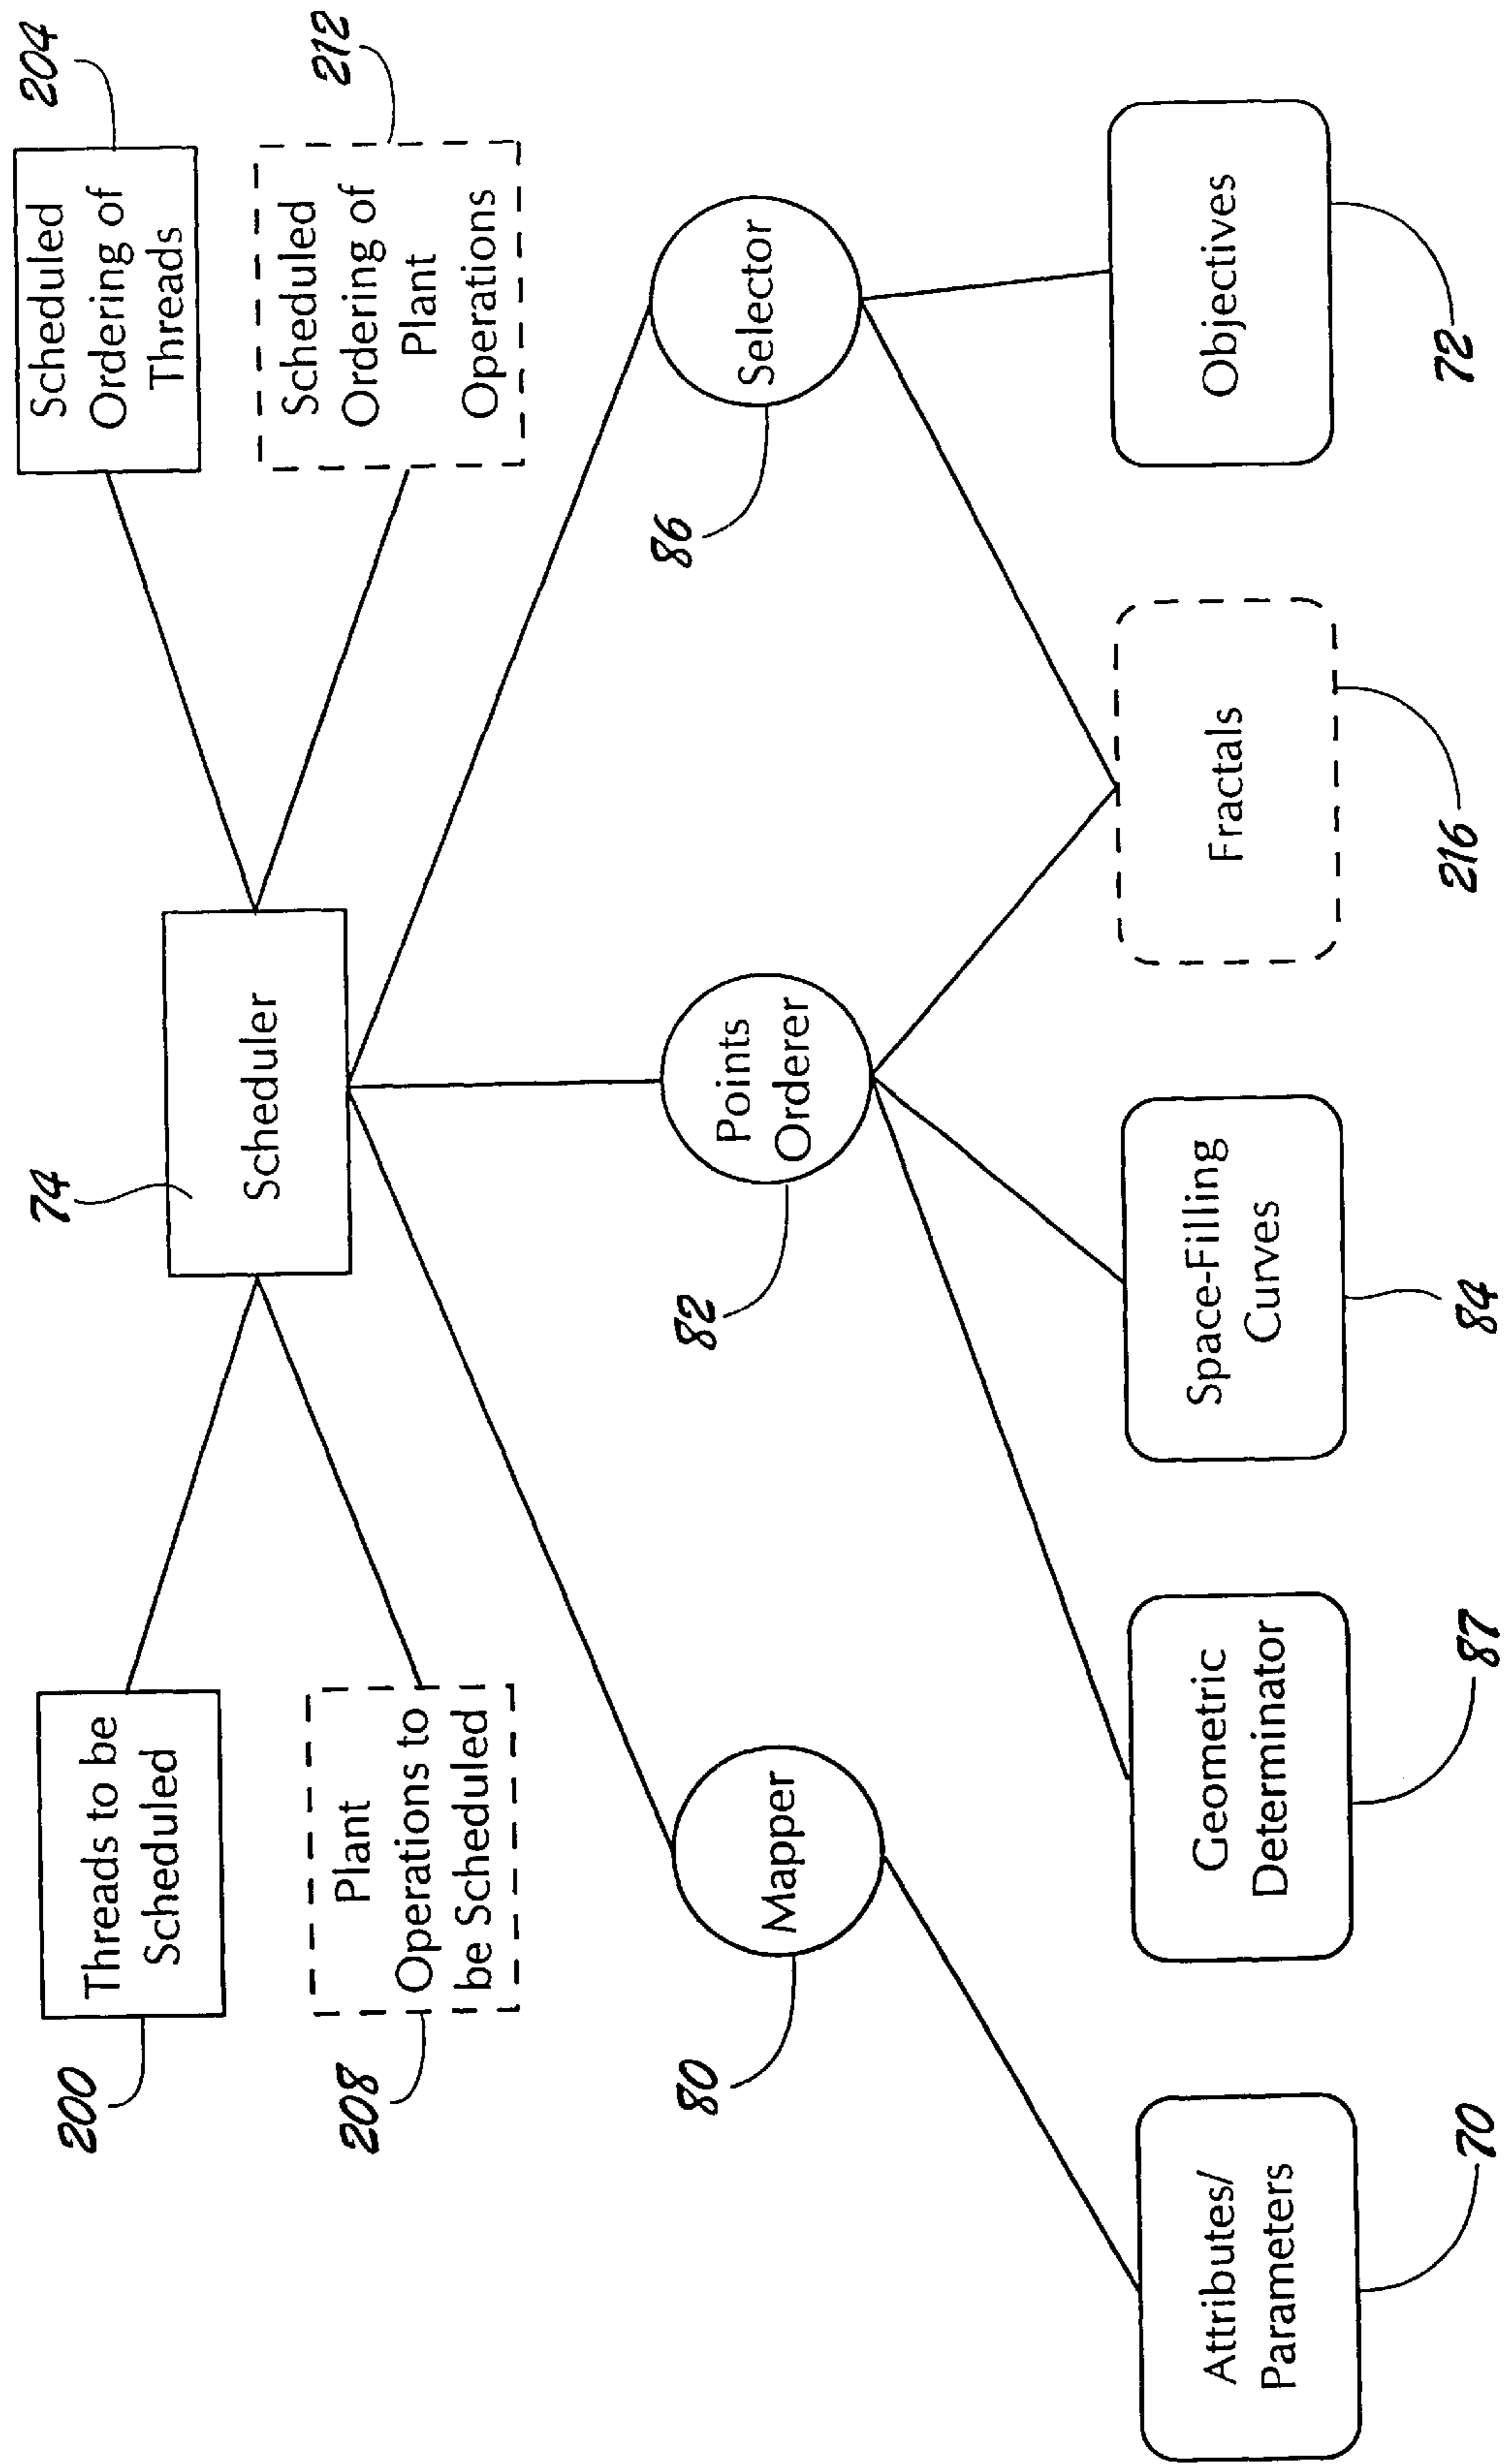 200
Threads to be
Scheduled
208
Plant
Operations to
be Scheduled
74
Scheduler
204
Scheduled
Ordering of
Threads
212
Scheduled
Ordering of
Plant
Operations
80
Mapper
82
Points
Orderer
86
Selector
Attributes/
Parameters
70
Geometric
Determinator
87
Space-Filling
Curves
84
Fractals
216
Objectives
72